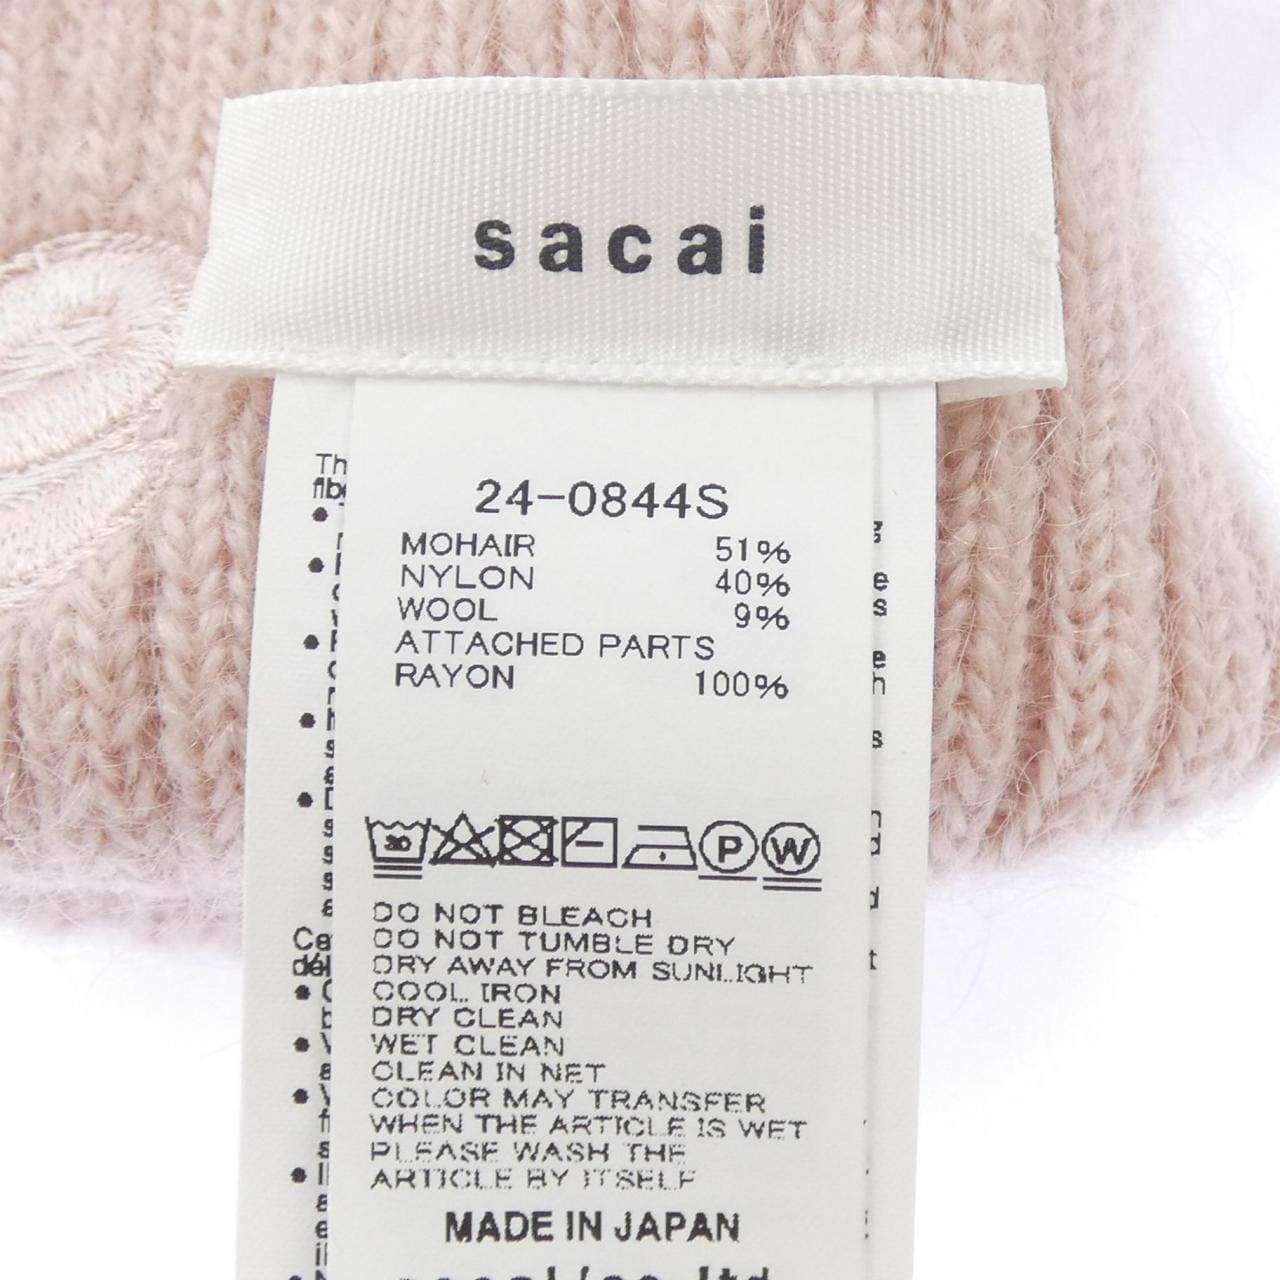 sacai
24-0844S
MOHAIR 51%
NYLON 40%
WOOL 9%
ATTACHED PARTS
RAYON 100%
30
P
W
DO NOT BLEACH
DO NOT TUMBLE DRY
DRY AWAY FROM SUNLIGHT
COOL IRON
DRY CLEAN
WET CLEAN
CLEAN IN NET
COLOR MAY TRANSFER
WHEN THE ARTICLE IS WET
PLEASE WASH THE
ARTICLE BY ITSELF
MADE IN JAPAN